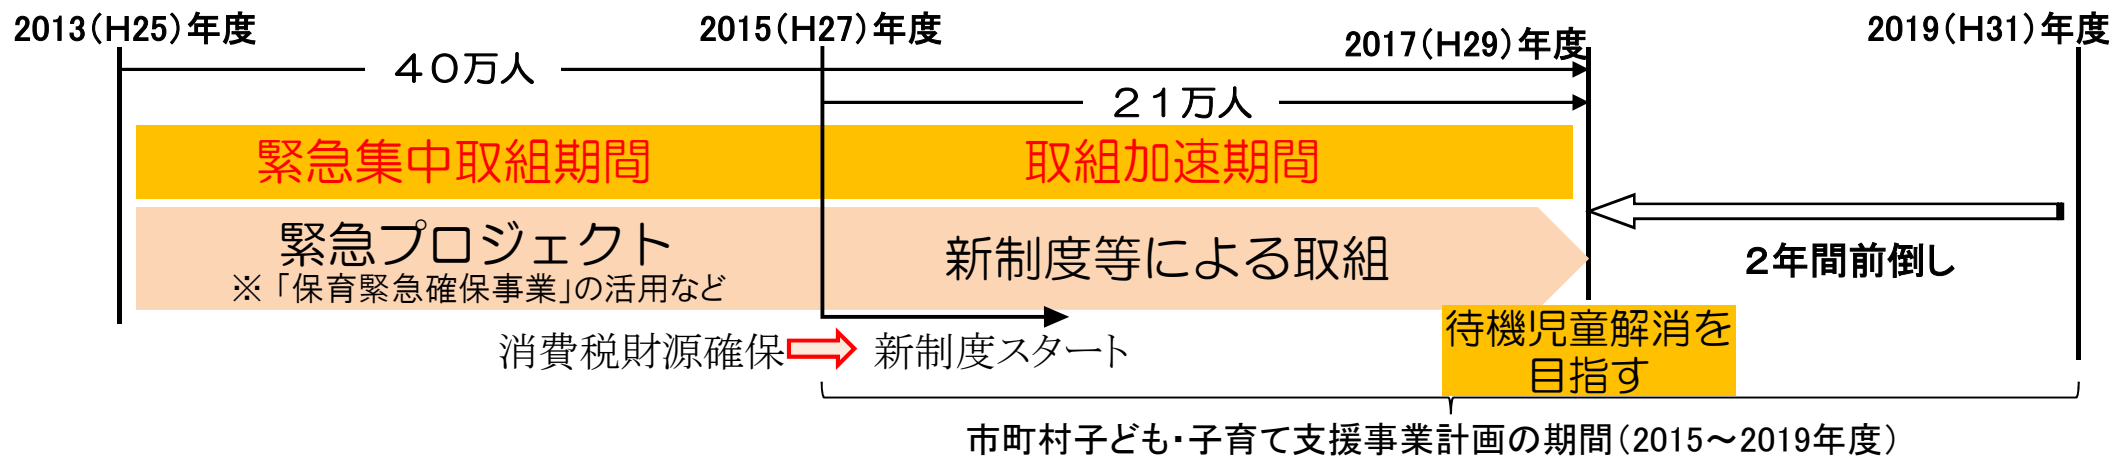 2013（H25）年度
2015（H27）年度
2017（H29）年度
2019（H31）年度
４０万人
２１万人
緊急集中取組期間
取組加速期間
緊急プロジェクト
※「保育緊急確保事業」の活用など
新制度等による取組
２年間前倒し
消費税財源確保
新制度スタート
待機児童解消を
目指す
市町村子ども・子育て支援事業計画の期間（2015～2019年度）